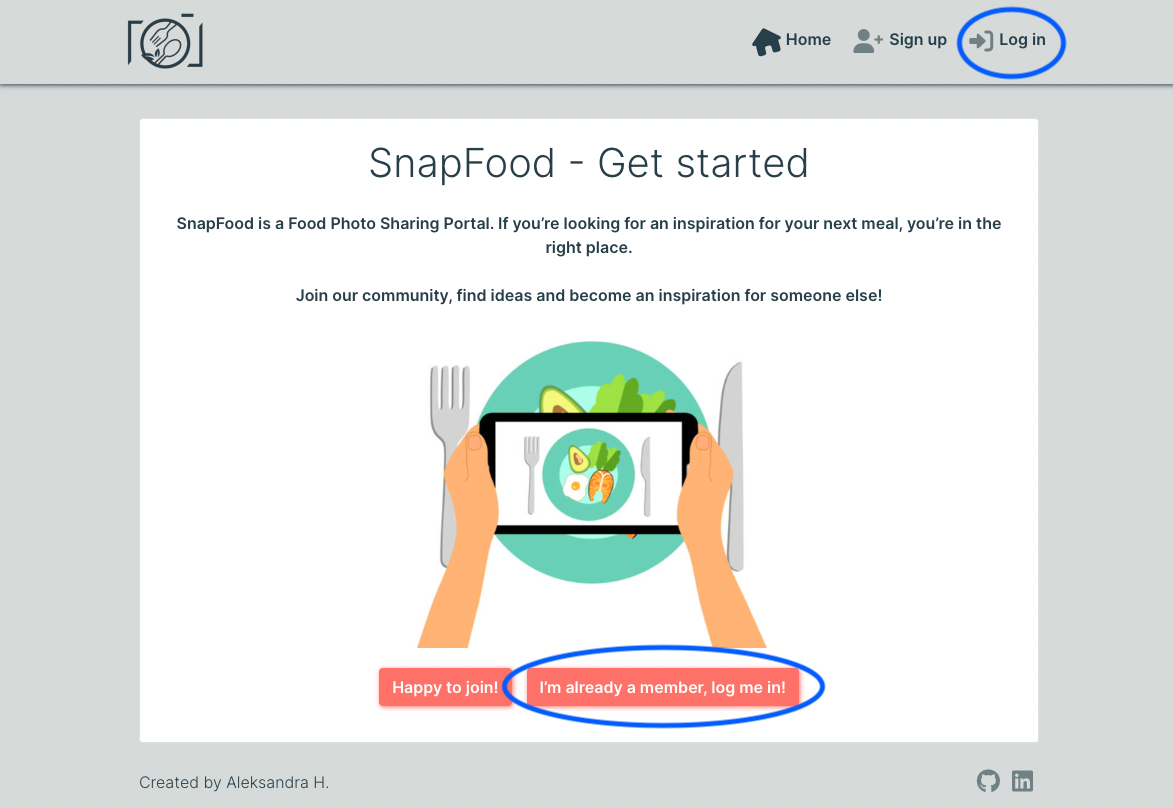 Home Sign up Log in
SnapFood - Get started
SnapFood is a Food Photo Sharing Portal. If you’re looking for an inspiration for your next meal, you’re in the
right place.
Join our community, find ideas and become an inspiration for someone else!
Happy to join! I’m already a member, log me in!
Created by Aleksandra H.